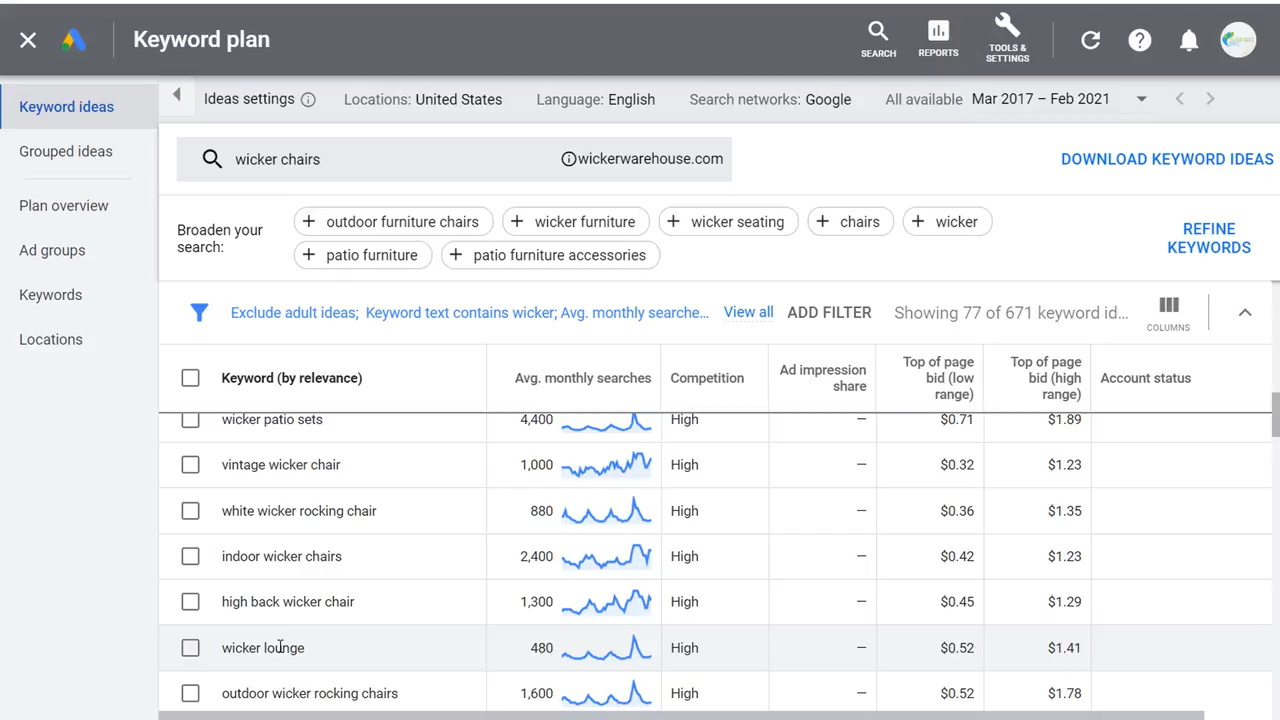 Keyword plan
SEARCH
REPORTS
TOOLS &
SETTINGS
Keyword ideas
Grouped ideas
Plan overview
Ad groups
Keywords
Locations
Ideas settings
Locations: United States
Language: English
Search networks: Google
All available Mar 2017 – Feb 2021
wicker chairs
wickerwarehouse.com
DOWNLOAD KEYWORD IDEAS
Broaden your
search:
+ outdoor furniture chairs
+ wicker furniture
+ wicker seating
+ chairs
+ wicker
+ patio furniture
+ patio furniture accessories
REFINE
KEYWORDS
Exclude adult ideas; Keyword text contains wicker; Avg. monthly searche...
View all
ADD FILTER
Showing 77 of 671 keyword id...
COLUMNS
Keyword (by relevance)
Avg. monthly searches
Competition
Ad impression
share
Top of page
bid (low
range)
Top of page
bid (high
range)
Account status
wicker patio sets 4,400 High – $0.71 $1.89
vintage wicker chair 1,000 High – $0.32 $1.23
white wicker rocking chair 880 High – $0.36 $1.35
indoor wicker chairs 2,400 High – $0.42 $1.23
high back wicker chair 1,300 High – $0.45 $1.29
wicker lounge 480 High – $0.52 $1.41
outdoor wicker rocking chairs 1,600 High – $0.52 $1.78